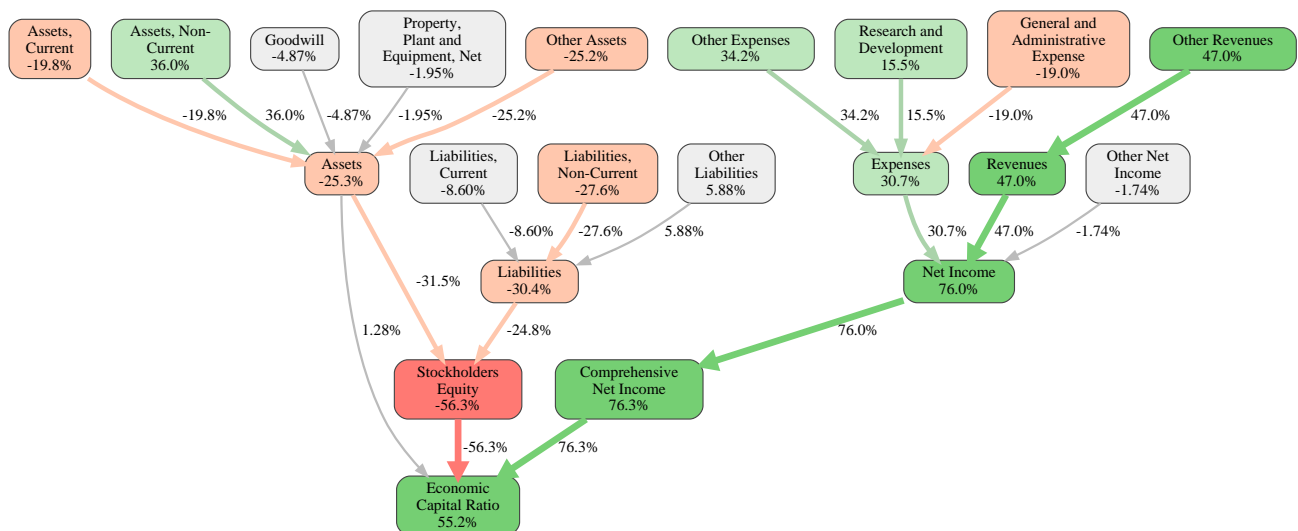 Assets,
Current
-19.8%
Assets, Non-
Current
36.0%
Goodwill
-4.87%
Property,
Plant and
Equipment, Net
-1.95%
Other Assets
-25.2%
Other Expenses
34.2%
Research and
Development
15.5%
General and
Administrative
Expense
-19.0%
Other Revenues
47.0%
-19.8%
36.0%
-4.87%
-1.95%
-25.2%
34.2%
15.5%
-19.0%
47.0%
Assets
-25.3%
Liabilities,
Current
-8.60%
Liabilities,
Non-Current
-27.6%
Other
Liabilities
5.88%
Expenses
30.7%
Revenues
47.0%
Other Net
Income
-1.74%
-8.60%
-27.6%
5.88%
30.7%
47.0%
-1.74%
-31.5%
Liabilities
-30.4%
Net Income
76.0%
1.28%
-24.8%
76.0%
Stockholders
Equity
-56.3%
Comprehensive
Net Income
76.3%
-56.3%
76.3%
Economic
Capital Ratio
55.2%